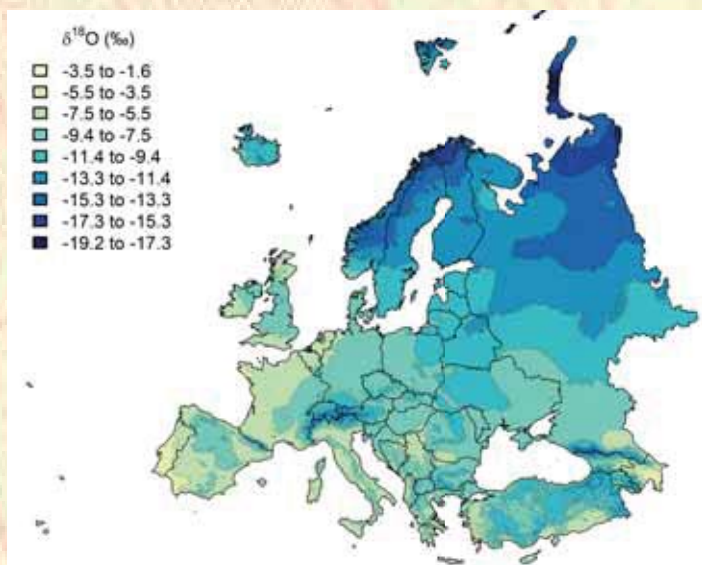 δ¹⁸O (‰)
-3.5 to -1.6
-5.5 to -3.5
-7.5 to -5.5
-9.4 to -7.5
-11.4 to -9.4
-13.3 to -11.4
-15.3 to -13.3
-17.3 to -15.3
-19.2 to -17.3